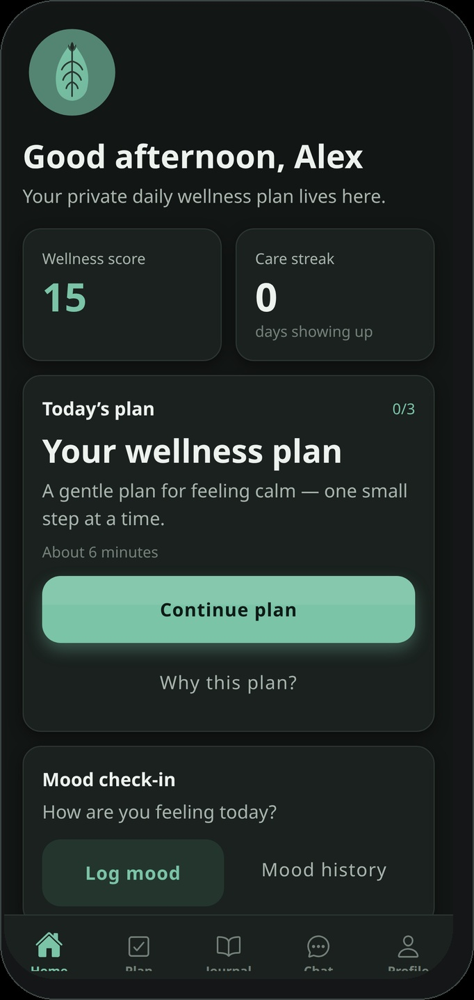 Good afternoon, Alex
Your private daily wellness plan lives here.
Wellness score
15
Care streak
0
days showing up
Today’s plan
0/3
Your wellness plan
A gentle plan for feeling calm — one small
step at a time.
About 6 minutes
Continue plan
Why this plan?
Mood check-in
How are you feeling today?
Log mood
Mood history
Home
Plan
Journal
Chat
Profile